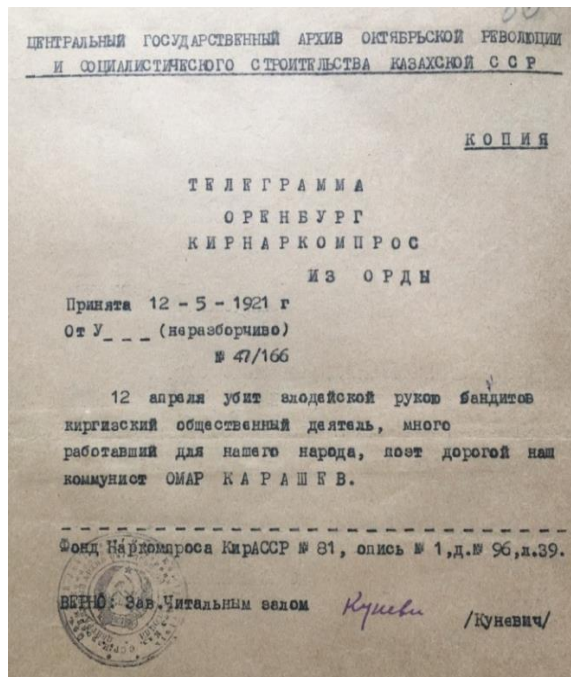 ЦЕНТРАЛЬНЫЙ ГОСУДАРСТВЕННЫЙ АРХИВ ОКТЯБРЬСКОЙ РЕВОЛЮЦИИ
И СОЦИАЛИСТИЧЕСКОГО СТРОИТЕЛЬСТВА КАЗАХСКОЙ ССР
КОПИЯ
ТЕЛЕГРАММА
ОРЕНБУРГ
КИРНАРКОМПРОС
ИЗ ОРДЫ
Принята 12 - 5 - 1921 г
От У_ _ _ (неразборчиво)
№ 47/166
12 апреля убит злодейской рукою бандитов
киргизский общественный деятель, много
работавший для нашего народа, поэт дорогой наш
коммунист ОМАР КАРАШЕВ.
Фонд Наркомпроса КирАССР № 81, опись № 1,д.№ 96,л.39.
ВЕРНО: Зав.Читальным залом /Куневич/